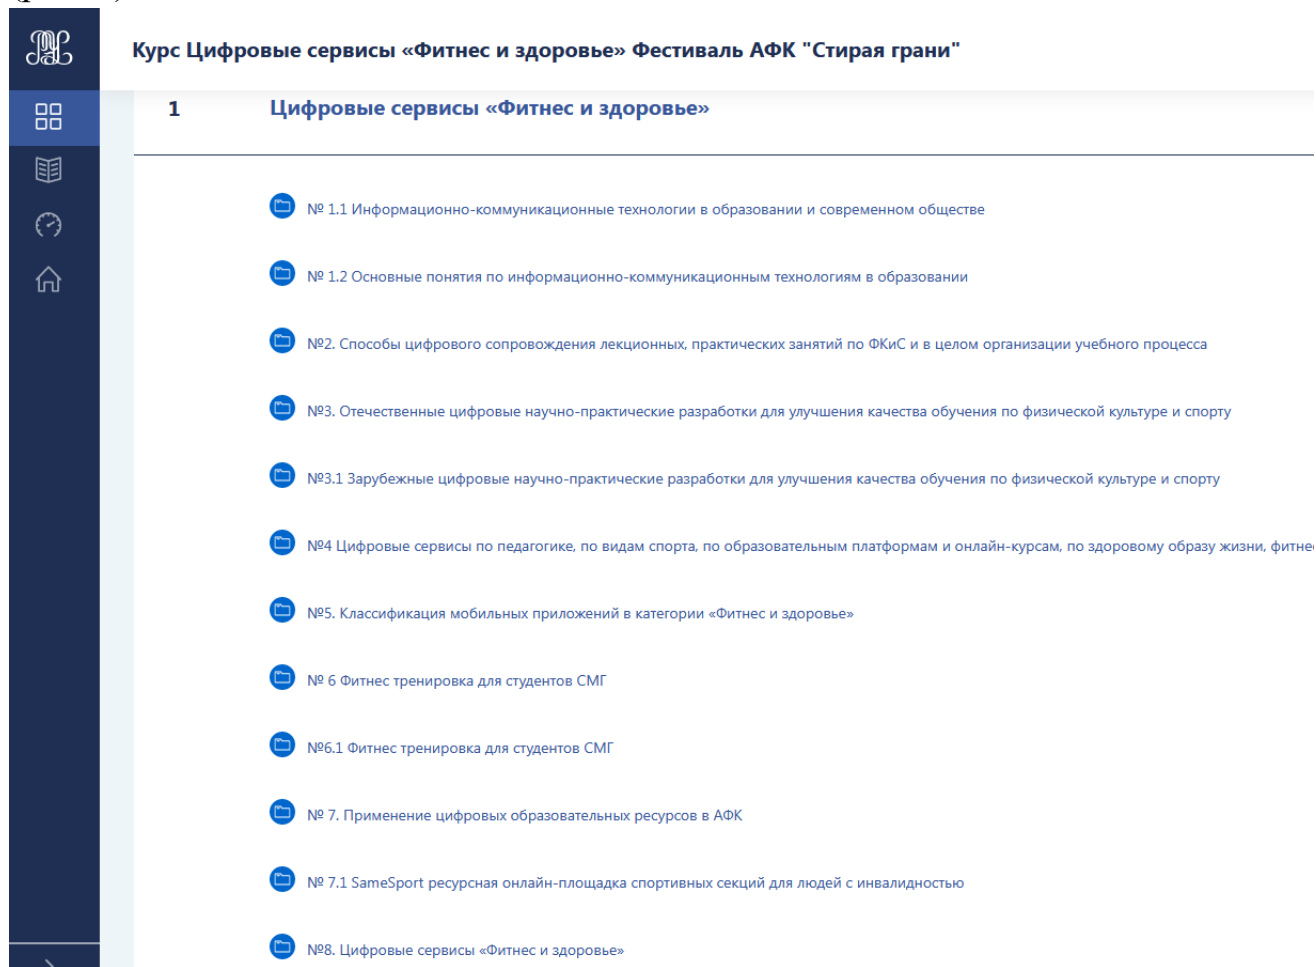 Курс Цифровые сервисы «Фитнес и здоровье» Фестиваль АФК "Стирая грани"
1 Цифровые сервисы «Фитнес и здоровье»
№ 1.1 Информационно-коммуникационные технологии в образовании и современном обществе
№ 1.2 Основные понятия по информационно-коммуникационным технологиям в образовании
№2. Способы цифрового сопровождения лекционных, практических занятий по ФКиС и в целом организации учебного процесса
№3. Отечественные цифровые научно-практические разработки для улучшения качества обучения по физической культуре и спорту
№3.1 Зарубежные цифровые научно-практические разработки для улучшения качества обучения по физической культуре и спорту
№4 Цифровые сервисы по педагогике, по видам спорта, по образовательным платформам и онлайн-курсам, по здоровому образу жизни,
№5. Классификация мобильных приложений в категории «Фитнес и здоровье»
№ 6 Фитнес тренировка для студентов СМГ
№6.1 Фитнес тренировка для студентов СМГ
№ 7. Применение цифровых образовательных ресурсов в АФК
№ 7.1 SameSport ресурсная онлайн-площадка спортивных секций для людей с инвалидностью
№8. Цифровые сервисы «Фитнес и здоровье»